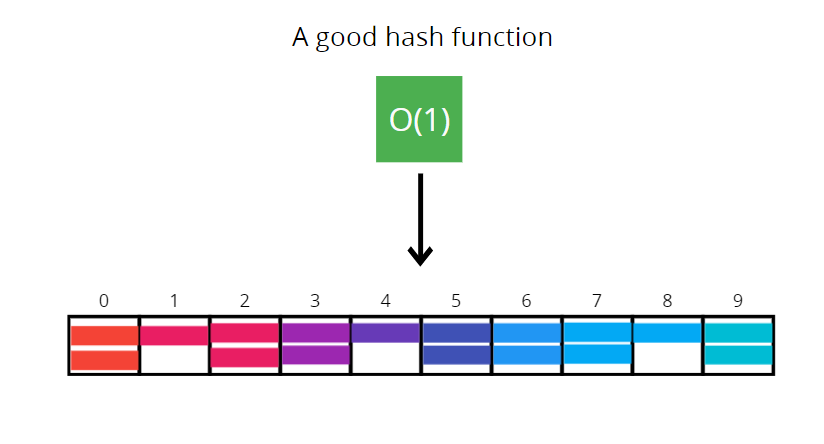 A good hash function
O(1)
0 1 2 3 4 5 6 7 8 9